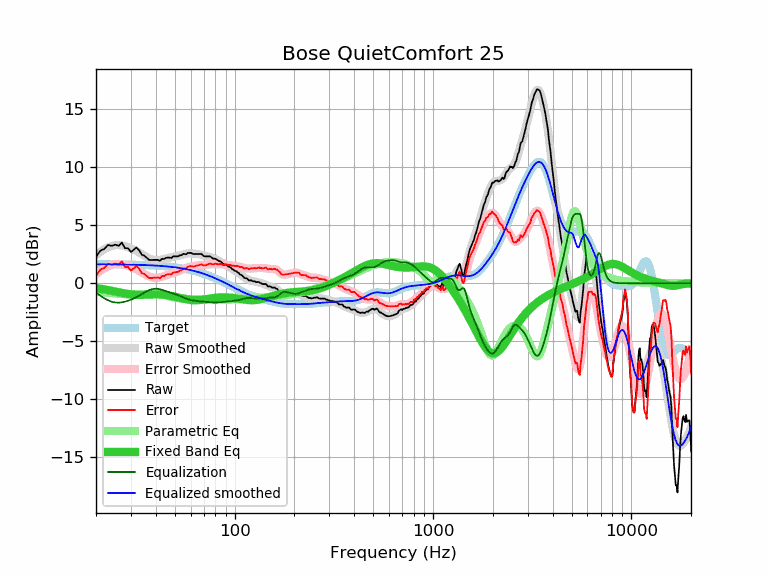 Bose QuietComfort 25
Amplitude (dBr)
15
10
5
0
−5
−10
−15
Target
Raw Smoothed
Error Smoothed
Raw
Error
Parametric Eq
Fixed Band Eq
Equalization
Equalized smoothed
100
1000
10000
Frequency (Hz)